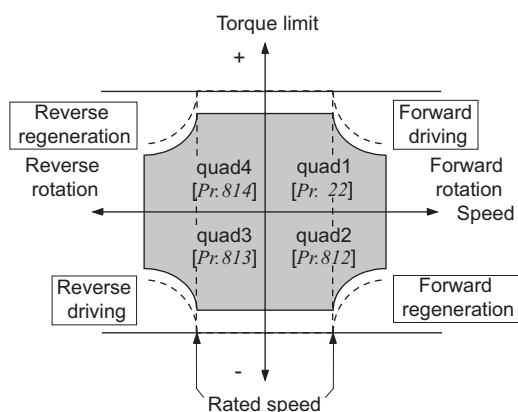 Torque limit
+
Reverse
regeneration
Forward
driving
Reverse
rotation
quad4
[Pr.814]
quad1
[Pr. 22]
Forward
rotation
Speed
quad3
[Pr.813]
quad2
[Pr.812]
Reverse
driving
Forward
regeneration
-
Rated speed